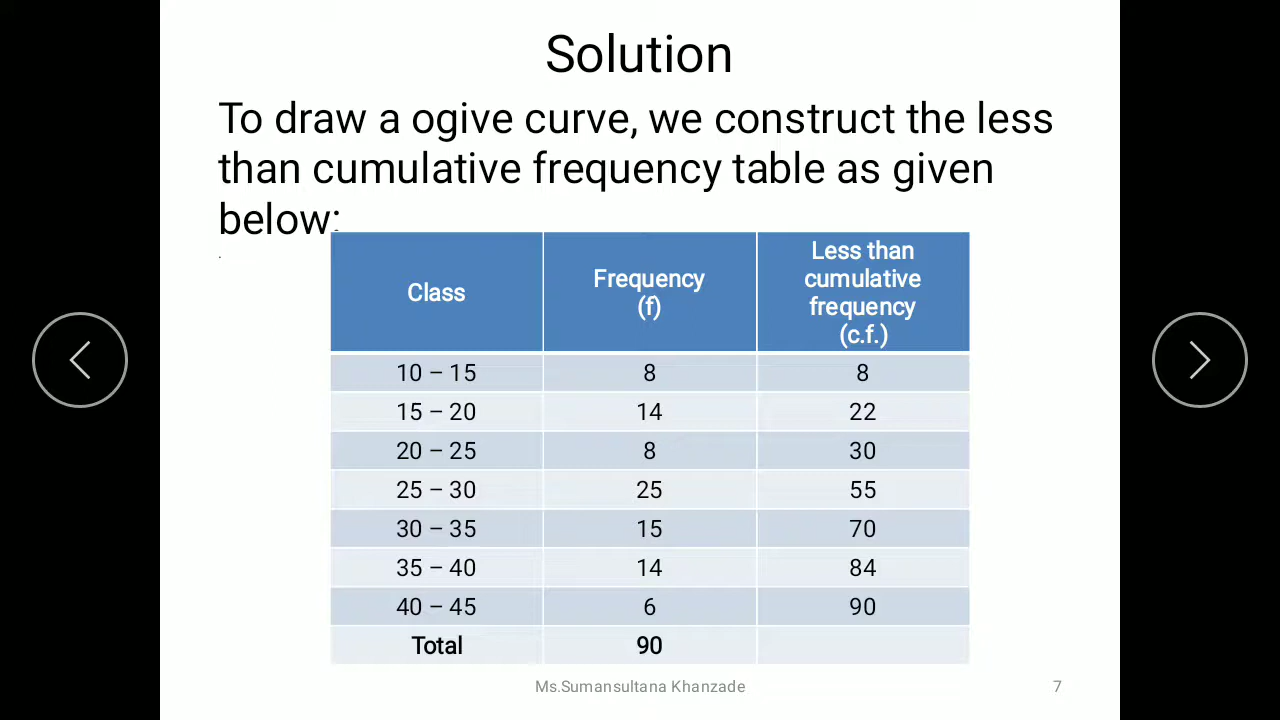 Solution
To draw a ogive curve, we construct the less
than cumulative frequency table as given
below:
.
Class Frequency (f) Less than cumulative frequency (c.f.)
10 – 15 8 8
15 – 20 14 22
20 – 25 8 30
25 – 30 25 55
30 – 35 15 70
35 – 40 14 84
40 – 45 6 90
Total 90
Ms.Sumansultana Khanzade 7